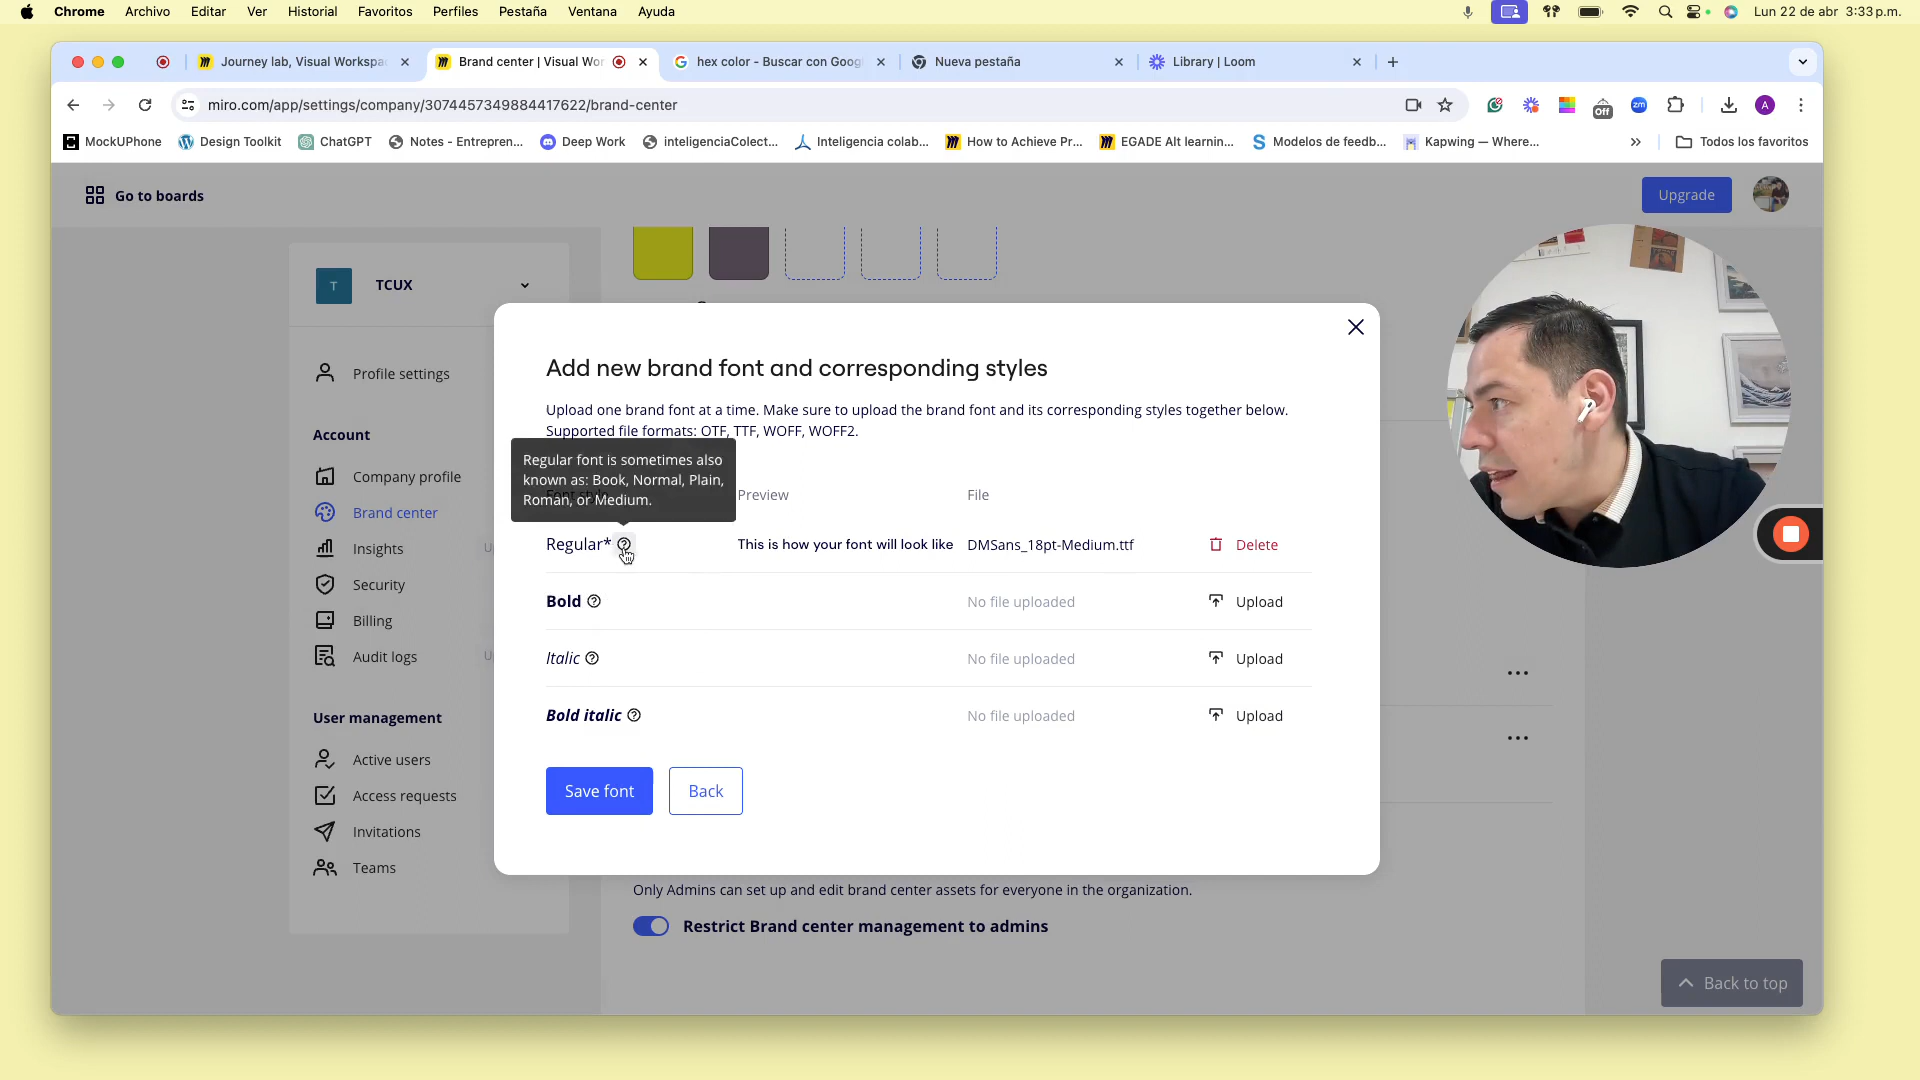 Chrome Archivo Editar Ver Historial Favoritos Perfiles Pestaña Ventana Ayuda
Lun 22 de abr 3:33 p.m.
Journey lab, Visual Workspa
Brand center | Visual Wor
hex color - Buscar con Goog
Nueva pestaña
Library | Loom
miro.com/app/settings/company/3074457349884417622/brand-center
Off
zm
A
MockUPhone
Design Toolkit
ChatGPT
Notes - Entrepren...
Deep Work
inteligenciaColect...
Inteligencia colab...
How to Achieve Pr...
EGADE Alt learnin...
Modelos de feedb...
Kapwing — Where...
Todos los favoritos
Go to boards
Upgrade
T
TCUX
Profile settings
Account
Company profile
Brand center
Insights
Security
Billing
Audit logs
User management
Active users
Access requests
Invitations
Teams
Add new brand font and corresponding styles
Upload one brand font at a time. Make sure to upload the brand font and its corresponding styles together below.
Supported file formats: OTF, TTF, WOFF, WOFF2.
Regular font is sometimes also
known as: Book, Normal, Plain,
Roman, or Medium.
Font style
Preview
File
Regular*
This is how your font will look like
DMSans_18pt-Medium.ttf
Delete
Bold
No file uploaded
Upload
Italic
No file uploaded
Upload
Bold italic
No file uploaded
Upload
Save font
Back
Only Admins can set up and edit brand center assets for everyone in the organization.
Restrict Brand center management to admins
Back to top